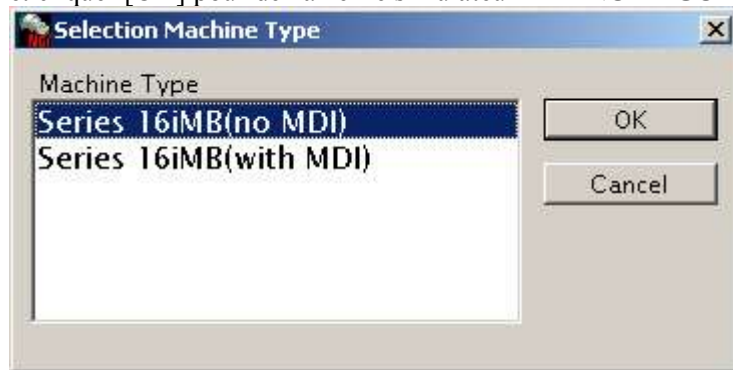 Selection Machine Type
Machine Type
Series 16iMB(no MDI)
OK
Series 16iMB(with MDI)
Cancel